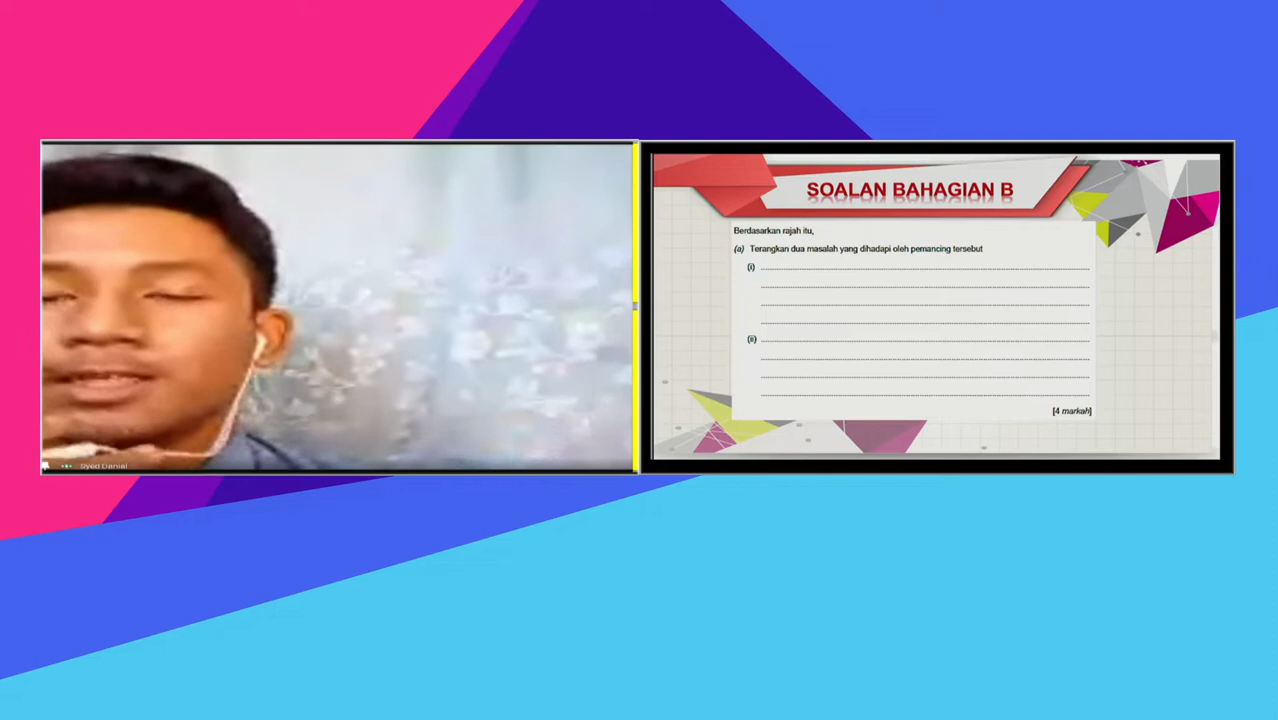 SOALAN BAHAGIAN B
Berdasarkan rajah itu,
(a) Terangkan dua masalah yang dihadapi oleh pemancing tersebut
(i)
(ii)
[4 markah]
Syed Danial